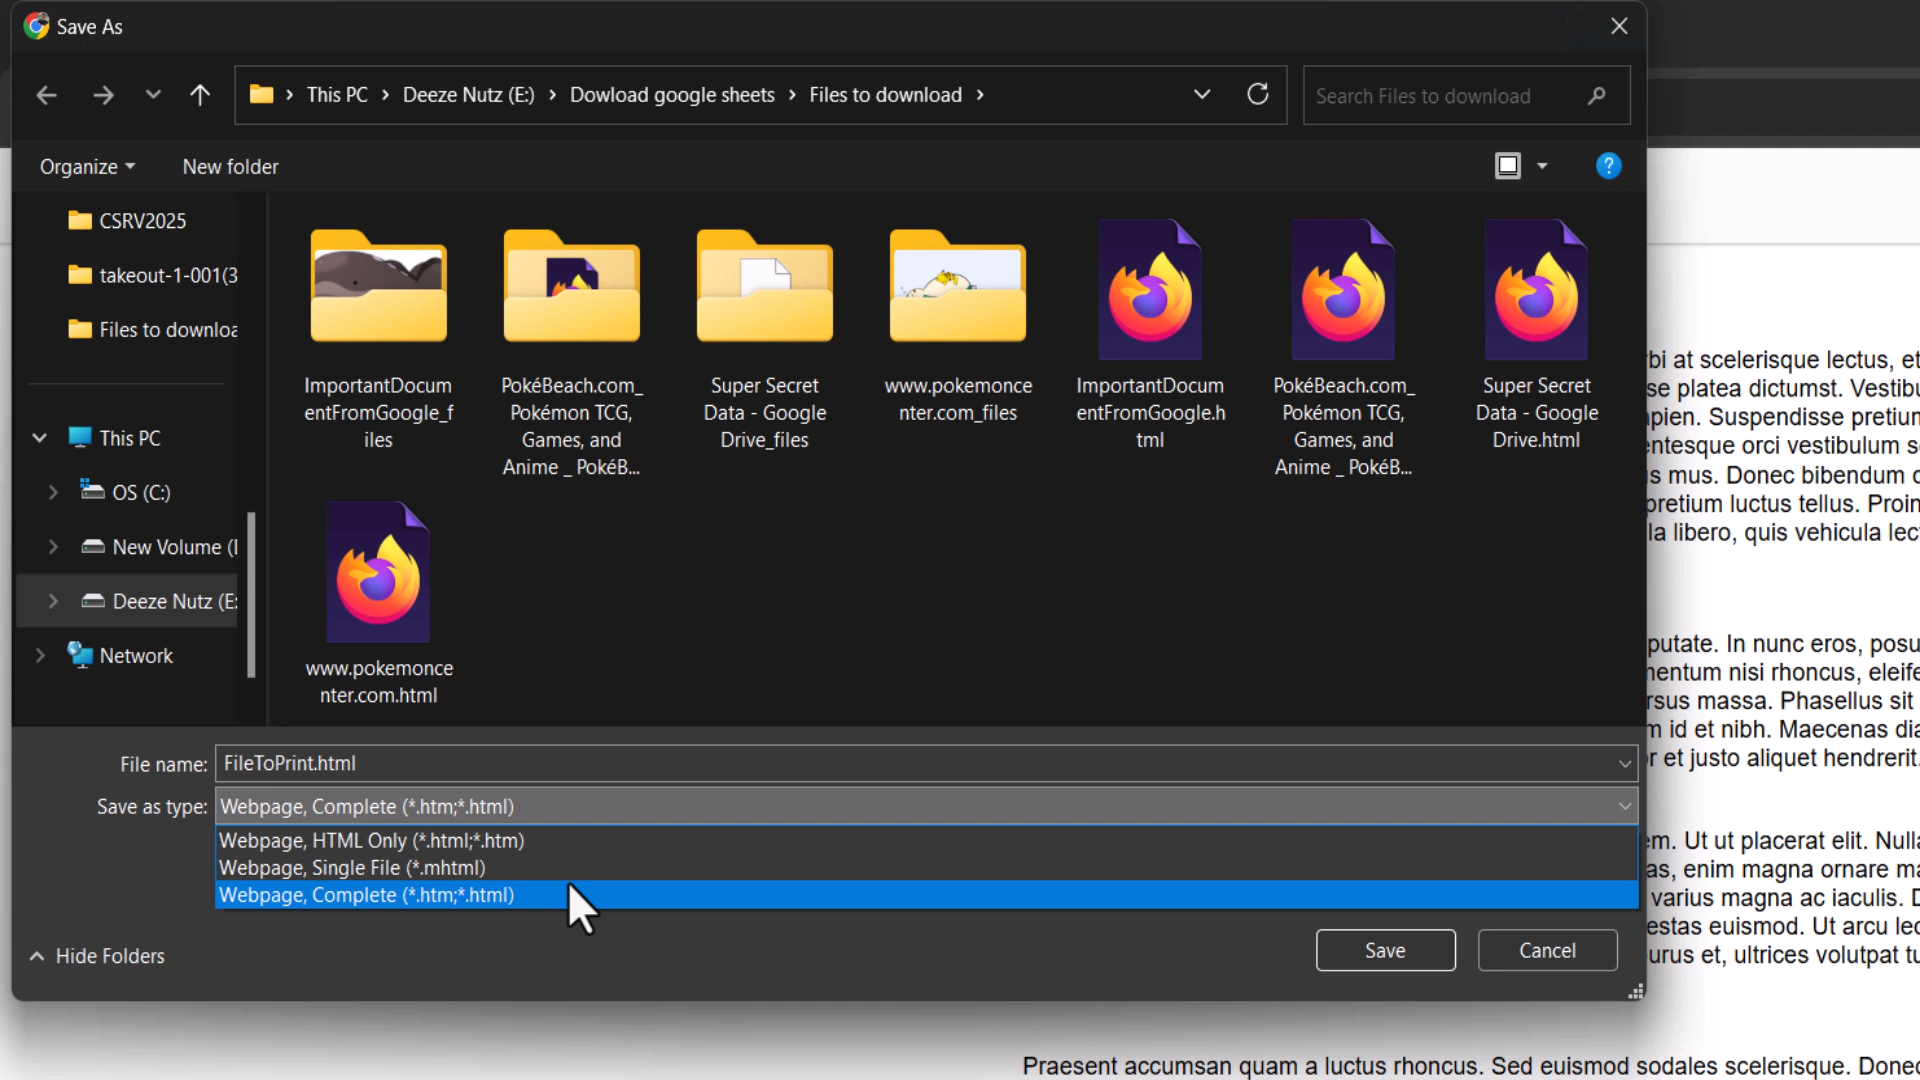 Save As
This PC
Deeze Nutz (E:)
Dowload google sheets
Files to download
Search Files to download
Organize
New folder
?
CSRV2025
takeout-1-001(3
Files to downloa
This PC
OS (C:)
New Volume (
Deeze Nutz (E:
Network
ImportantDocum
entFromGoogle_f
iles
PokéBeach.com_
Pokémon TCG,
Games, and
Anime _ PokéB...
Super Secret
Data - Google
Drive_files
www.pokemonce
nter.com_files
ImportantDocum
entFromGoogle.h
tml
PokéBeach.com_
Pokémon TCG,
Games, and
Anime _ PokéB...
Super Secret
Data - Google
Drive.html
www.pokemonce
nter.com.html
File name: FileToPrint.html
Save as type: Webpage, Complete (*.htm;*.html)
Webpage, HTML Only (*.html;*.htm)
Webpage, Single File (*.mhtml)
Webpage, Complete (*.htm;*.html)
Hide Folders
Save
Cancel
bi at scelerisque lectus, et
se platea dictumst. Vestibu
pien. Suspendisse pretium
entesque orci vestibulum s
s mus. Donec bibendum
pretium luctus tellus. Proin
la libero, quis vehicula lec
putate. In nunc eros, posu
mentum nisi rhoncus, eleife
rsus massa. Phasellus sit
m id et nibh. Maecenas dia
r et justo aliquet hendrerit.
em. Ut ut placerat elit. Nulla
as, enim magna ornare ma
varius magna ac iaculis. D
estas euismod. Ut arcu lec
urus et, ultrices volutpat tu
Praesent accumsan quam a luctus rhoncus. Sed euismod sodales scelerisque. Donec